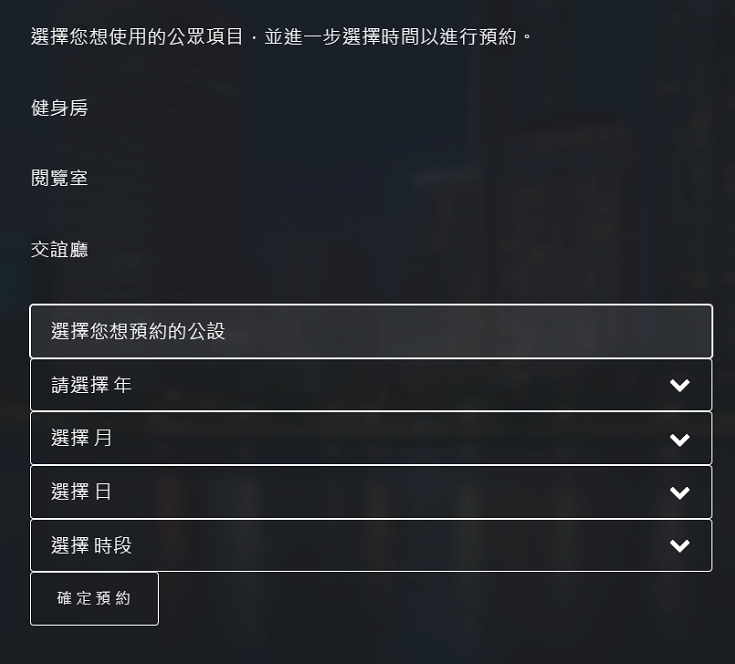 選擇您想使用的公眾項目，並進一步選擇時間以進行預約。
健身房
閱覽室
交誼廳
選擇您想預約的公設
請選擇 年
選擇 月
選擇 日
選擇 時段
確定預約